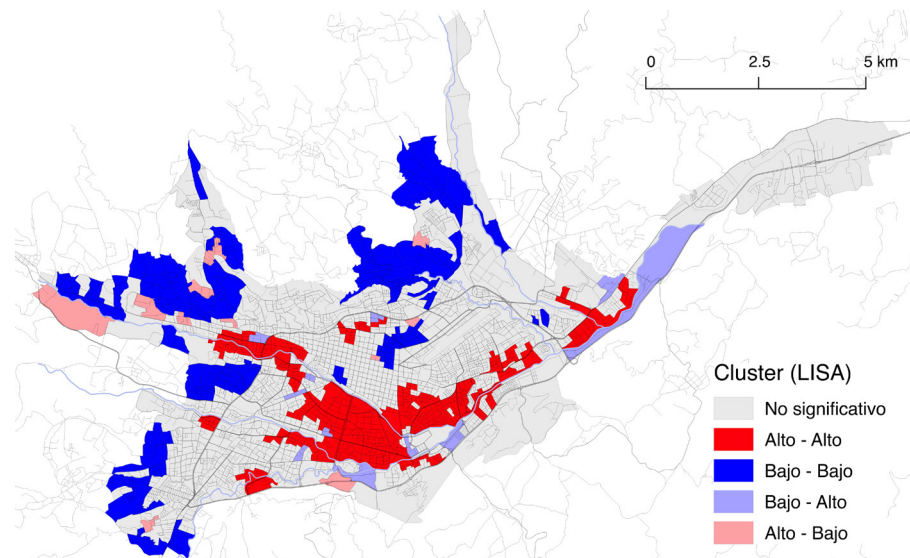 0 2.5 5 km
Cluster (LISA)
No significativo
Alto - Alto
Bajo - Bajo
Bajo - Alto
Alto - Bajo